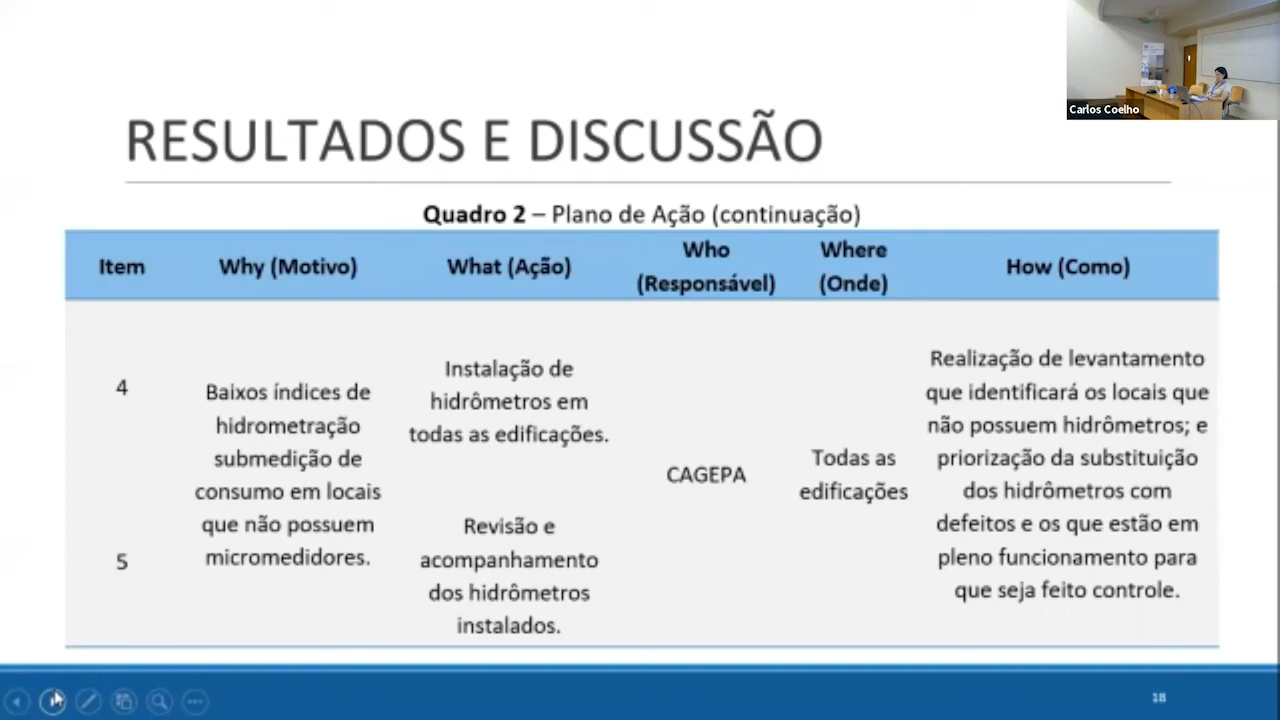 Carlos Coelho
RESULTADOS E DISCUSSÃO
Quadro 2 – Plano de Ação (continuação)
Item
Why (Motivo)
What (Ação)
Who
(Responsável)
Where
(Onde)
How (Como)
4
5
Baixos índices de
hidrometração
submedição de
consumo em locais
que não possuem
micromedidores.
Instalação de
hidrômetros em
todas as edificações.
Revisão e
acompanhamento
dos hidrômetros
instalados.
CAGEPA
Todas as
edificações
Realização de levantamento
que identificará os locais que
não possuem hidrômetros; e
priorização da substituição
dos hidrômetros com
defeitos e os que estão em
pleno funcionamento para
que seja feito controle.
18